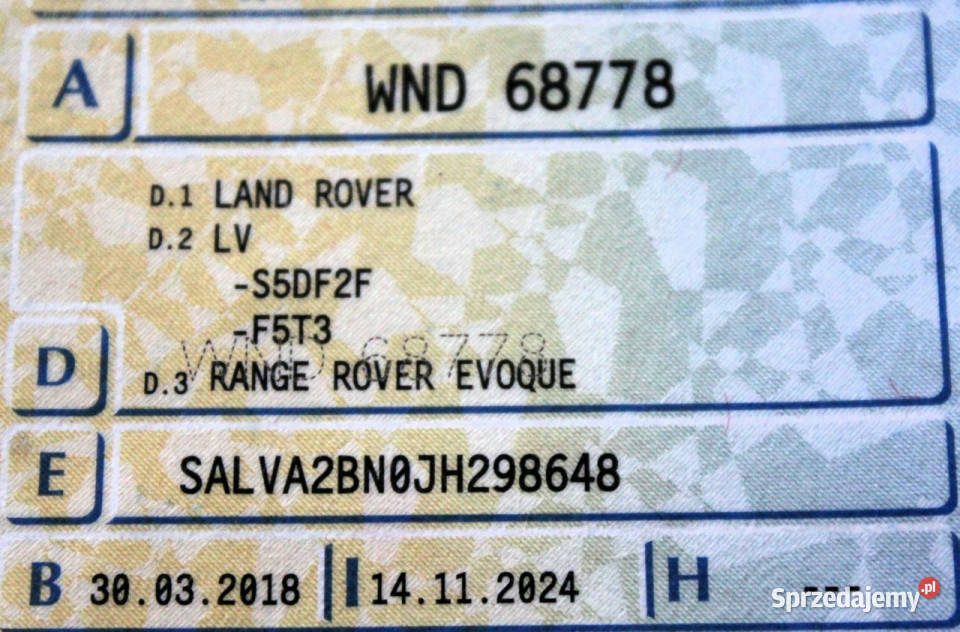 A WND 68778
D.1 LAND ROVER
D.2 LV
-S5DF2F
-F5T3
WND 68778
D D.3 RANGE ROVER EVOQUE
E SALVA2BN0JH298648
B 30.03.2018 I 14.11.2024 H ---
Sprzedajemy.pl